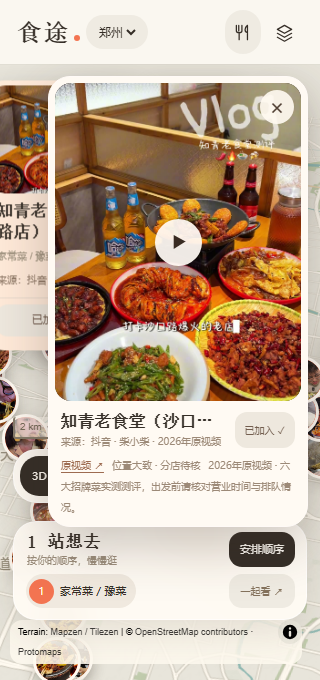 食途
郑州
Vlog
知青老
打卡沙口路烟火的老店
知青老
路店）
家常菜 / 豫
来源：抖音
已加
知青老食堂（沙口…
来源：抖音 · 柴小柴 · 2026年原视频
已加入 ✓
原视频 ↗ 位置大致 · 分店待核 2026年原视频 · 六
大招牌菜实测测评，出发前请核对营业时间与排队情
况。
2 km
3D
1 站想去
按你的顺序，慢慢逛
安排顺序
1 家常菜 / 豫菜
一起看 ↗
Terrain: Mapzen / Tilezen | © OpenStreetMap contributors ·
Protomaps